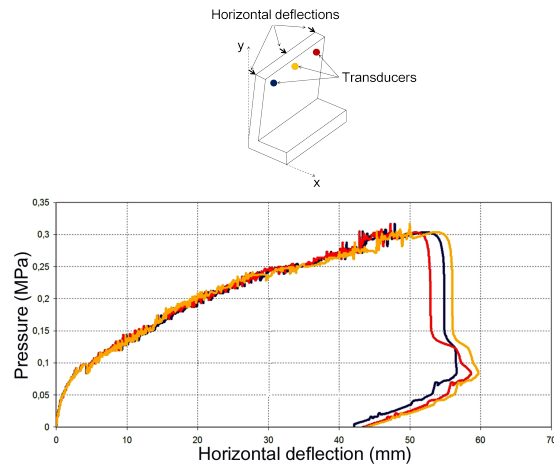 Horizontal deflections
y
Transducers
x
0,35
0,3
0,25
0,2
0,15
0,1
0,05
0
Pressure (MPa)
0 10 20 30 40 50 60 70
Horizontal deflection (mm)